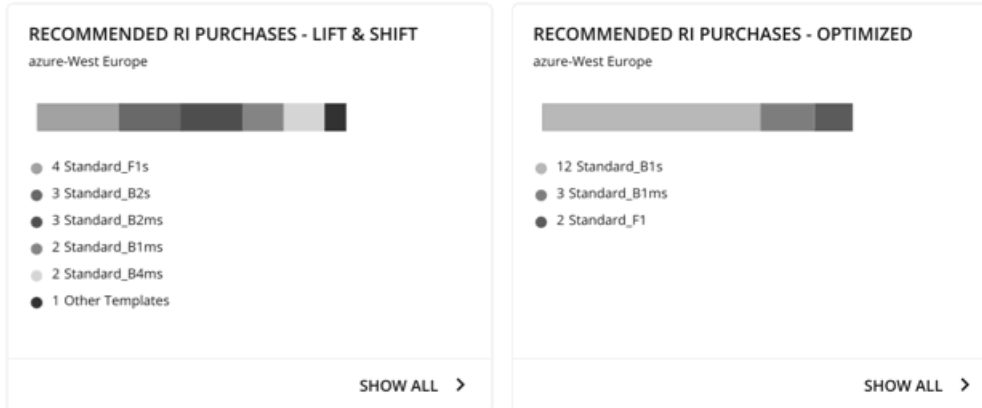 RECOMMENDED RI PURCHASES - LIFT & SHIFT
azure-West Europe
4 Standard_F1s
3 Standard_B2s
3 Standard_B2ms
2 Standard_B1ms
2 Standard_B4ms
1 Other Templates
SHOW ALL
RECOMMENDED RI PURCHASES - OPTIMIZED
azure-West Europe
12 Standard_B1s
3 Standard_B1ms
2 Standard_F1
SHOW ALL